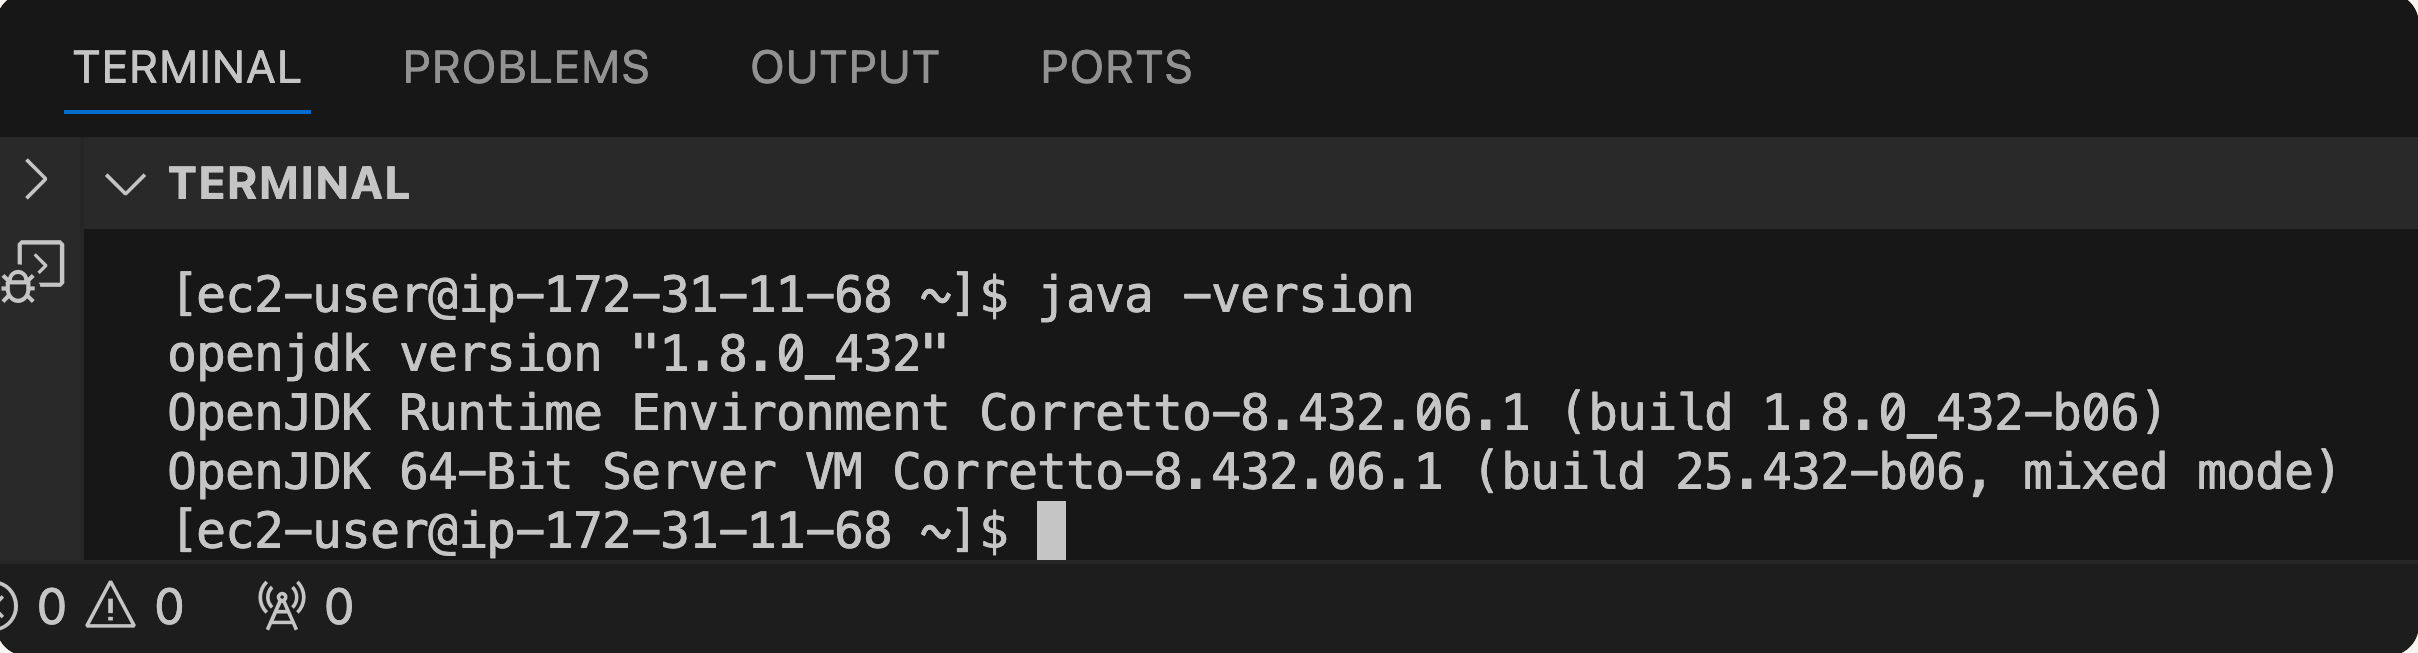 TERMINAL PROBLEMS OUTPUT PORTS
TERMINAL
[ec2-user@ip-172-31-11-68 ~]$ java -version
openjdk version "1.8.0_432"
OpenJDK Runtime Environment Corretto-8.432.06.1 (build 1.8.0_432-b06)
OpenJDK 64-Bit Server VM Corretto-8.432.06.1 (build 25.432-b06, mixed mode)
[ec2-user@ip-172-31-11-68 ~]$
0 0 0